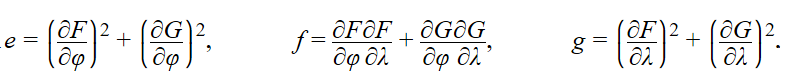 e = (∂F/∂φ)² + (∂G/∂φ)², f = ∂F∂F/∂φ ∂λ + ∂G∂G/∂φ ∂λ, g = (∂F/∂λ)² + (∂G/∂λ)².